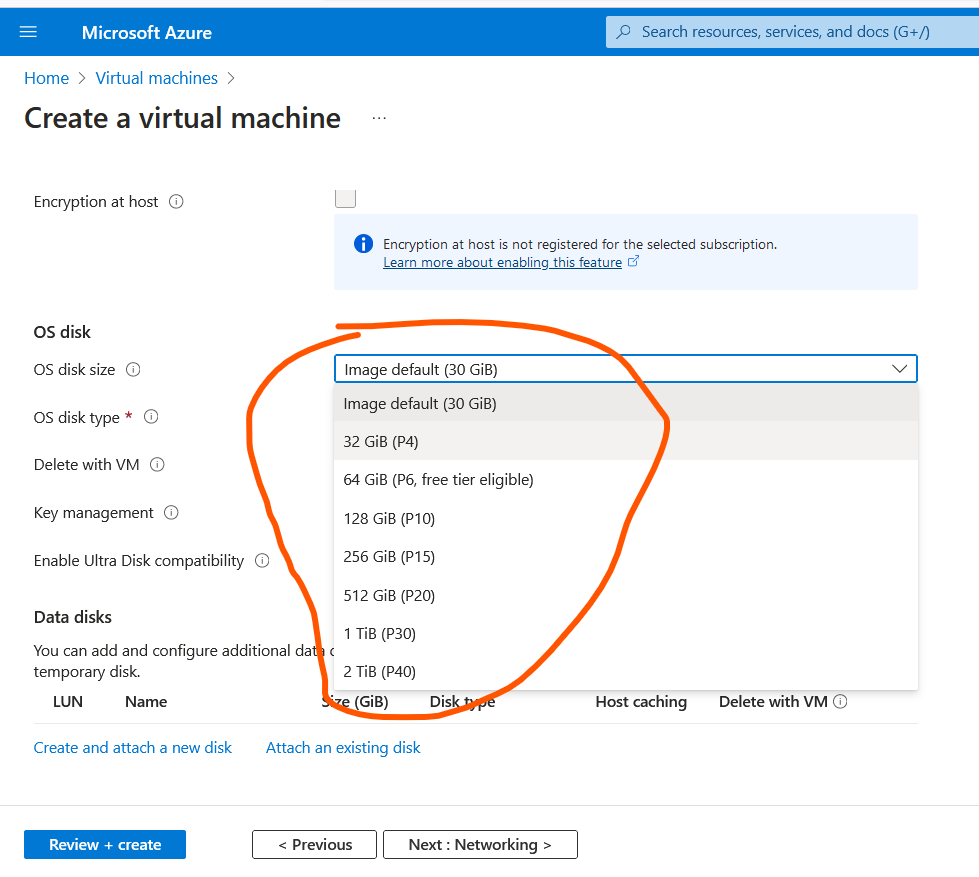 Microsoft Azure
Search resources, services, and docs (G+/)
Home > Virtual machines >
Create a virtual machine ...
Encryption at host
Encryption at host is not registered for the selected subscription.
Learn more about enabling this feature
OS disk
OS disk size
Image default (30 GiB)
Image default (30 GiB)
OS disk type *
32 GiB (P4)
Delete with VM
64 GiB (P6, free tier eligible)
Key management
128 GiB (P10)
Enable Ultra Disk compatibility
256 GiB (P15)
512 GiB (P20)
Data disks
1 TiB (P30)
You can add and configure additional data
temporary disk.
2 TiB (P40)
LUN Name Size (GiB) Disk type Host caching Delete with VM
Create and attach a new disk Attach an existing disk
Review + create < Previous Next : Networking >